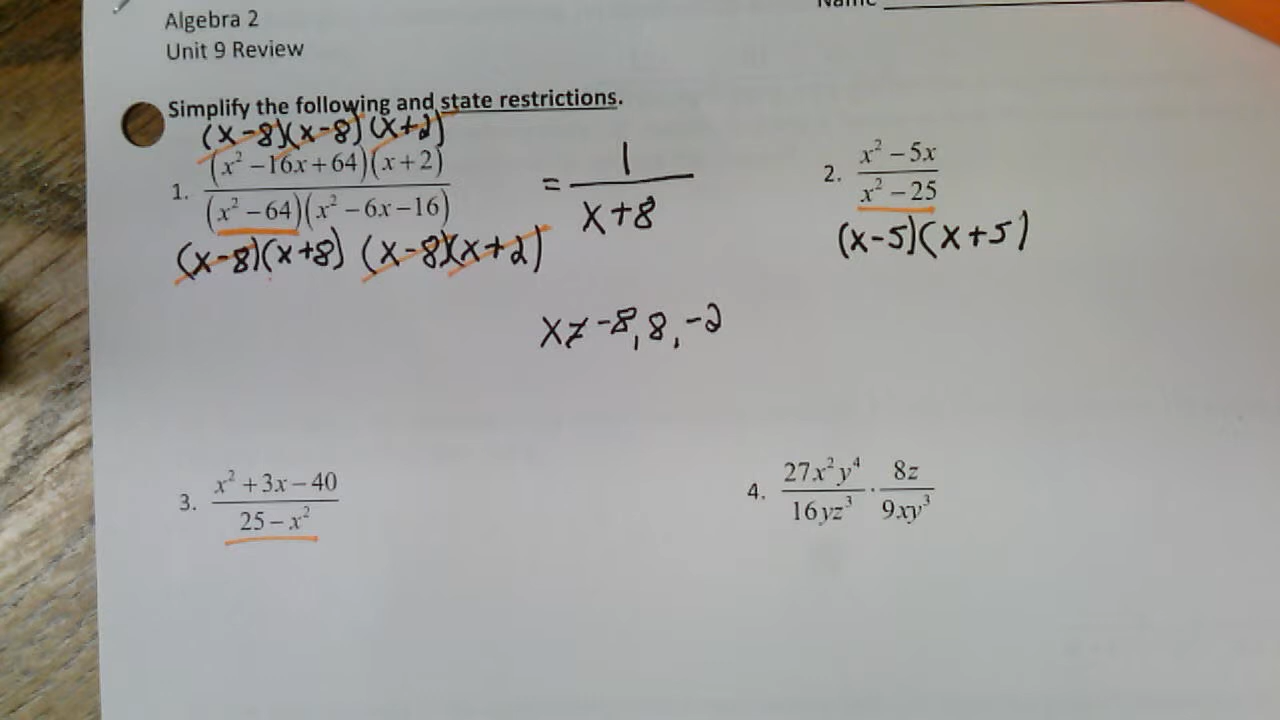 Name
Algebra 2
Unit 9 Review
Simplify the following and state restrictions.
(x-8)(x-8)(x+2)
1. (x² − 16x + 64)(x + 2)
(x² − 64)(x² − 6x − 16)
(x-8)(x+8) (x-8)(x+2)
= 1
x+8
x≠-8, 8, -2
2. x² − 5x
x² − 25
(x-5)(x+5)
3. x² + 3x − 40
25 − x²
4. 27x²y⁴ · 8z
16yz³ 9xy³